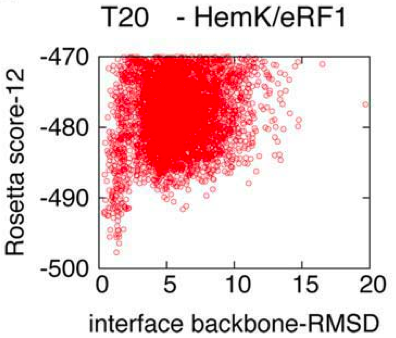 T20 - HemK/eRF1
Rosetta score-12
-470
-480
-490
-500
0 5 10 15 20
interface backbone-RMSD